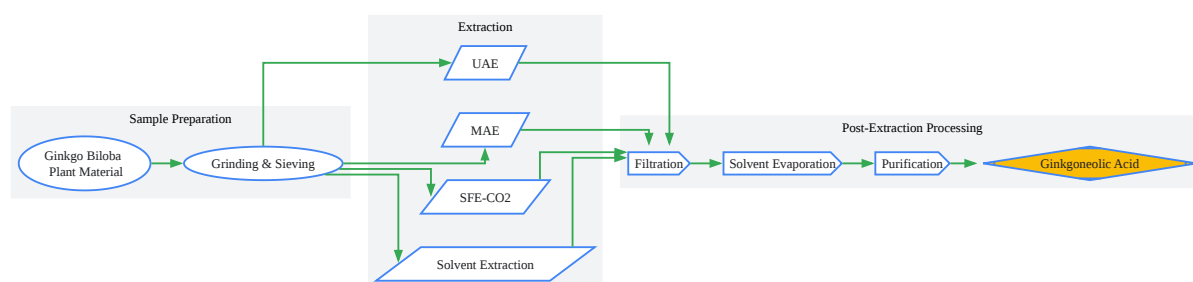 Extraction
UAE
Sample Preparation
MAE
Post-Extraction Processing
Ginkgo Biloba
Plant Material
Grinding & Sieving
Filtration
Solvent Evaporation
Purification
Ginkgoneolic Acid
SFE-CO2
Solvent Extraction